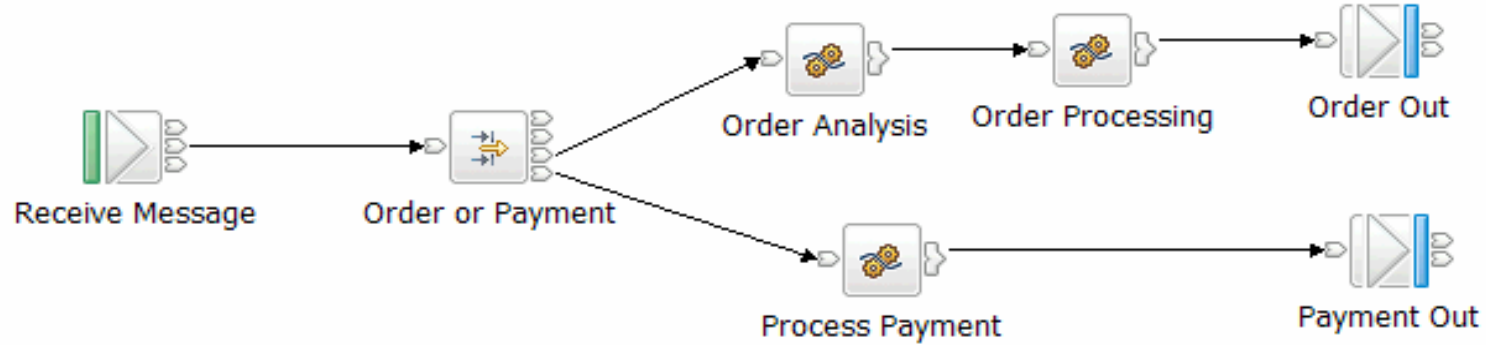 Order Analysis
Order Processing
Order Out
Receive Message
Order or Payment
Process Payment
Payment Out